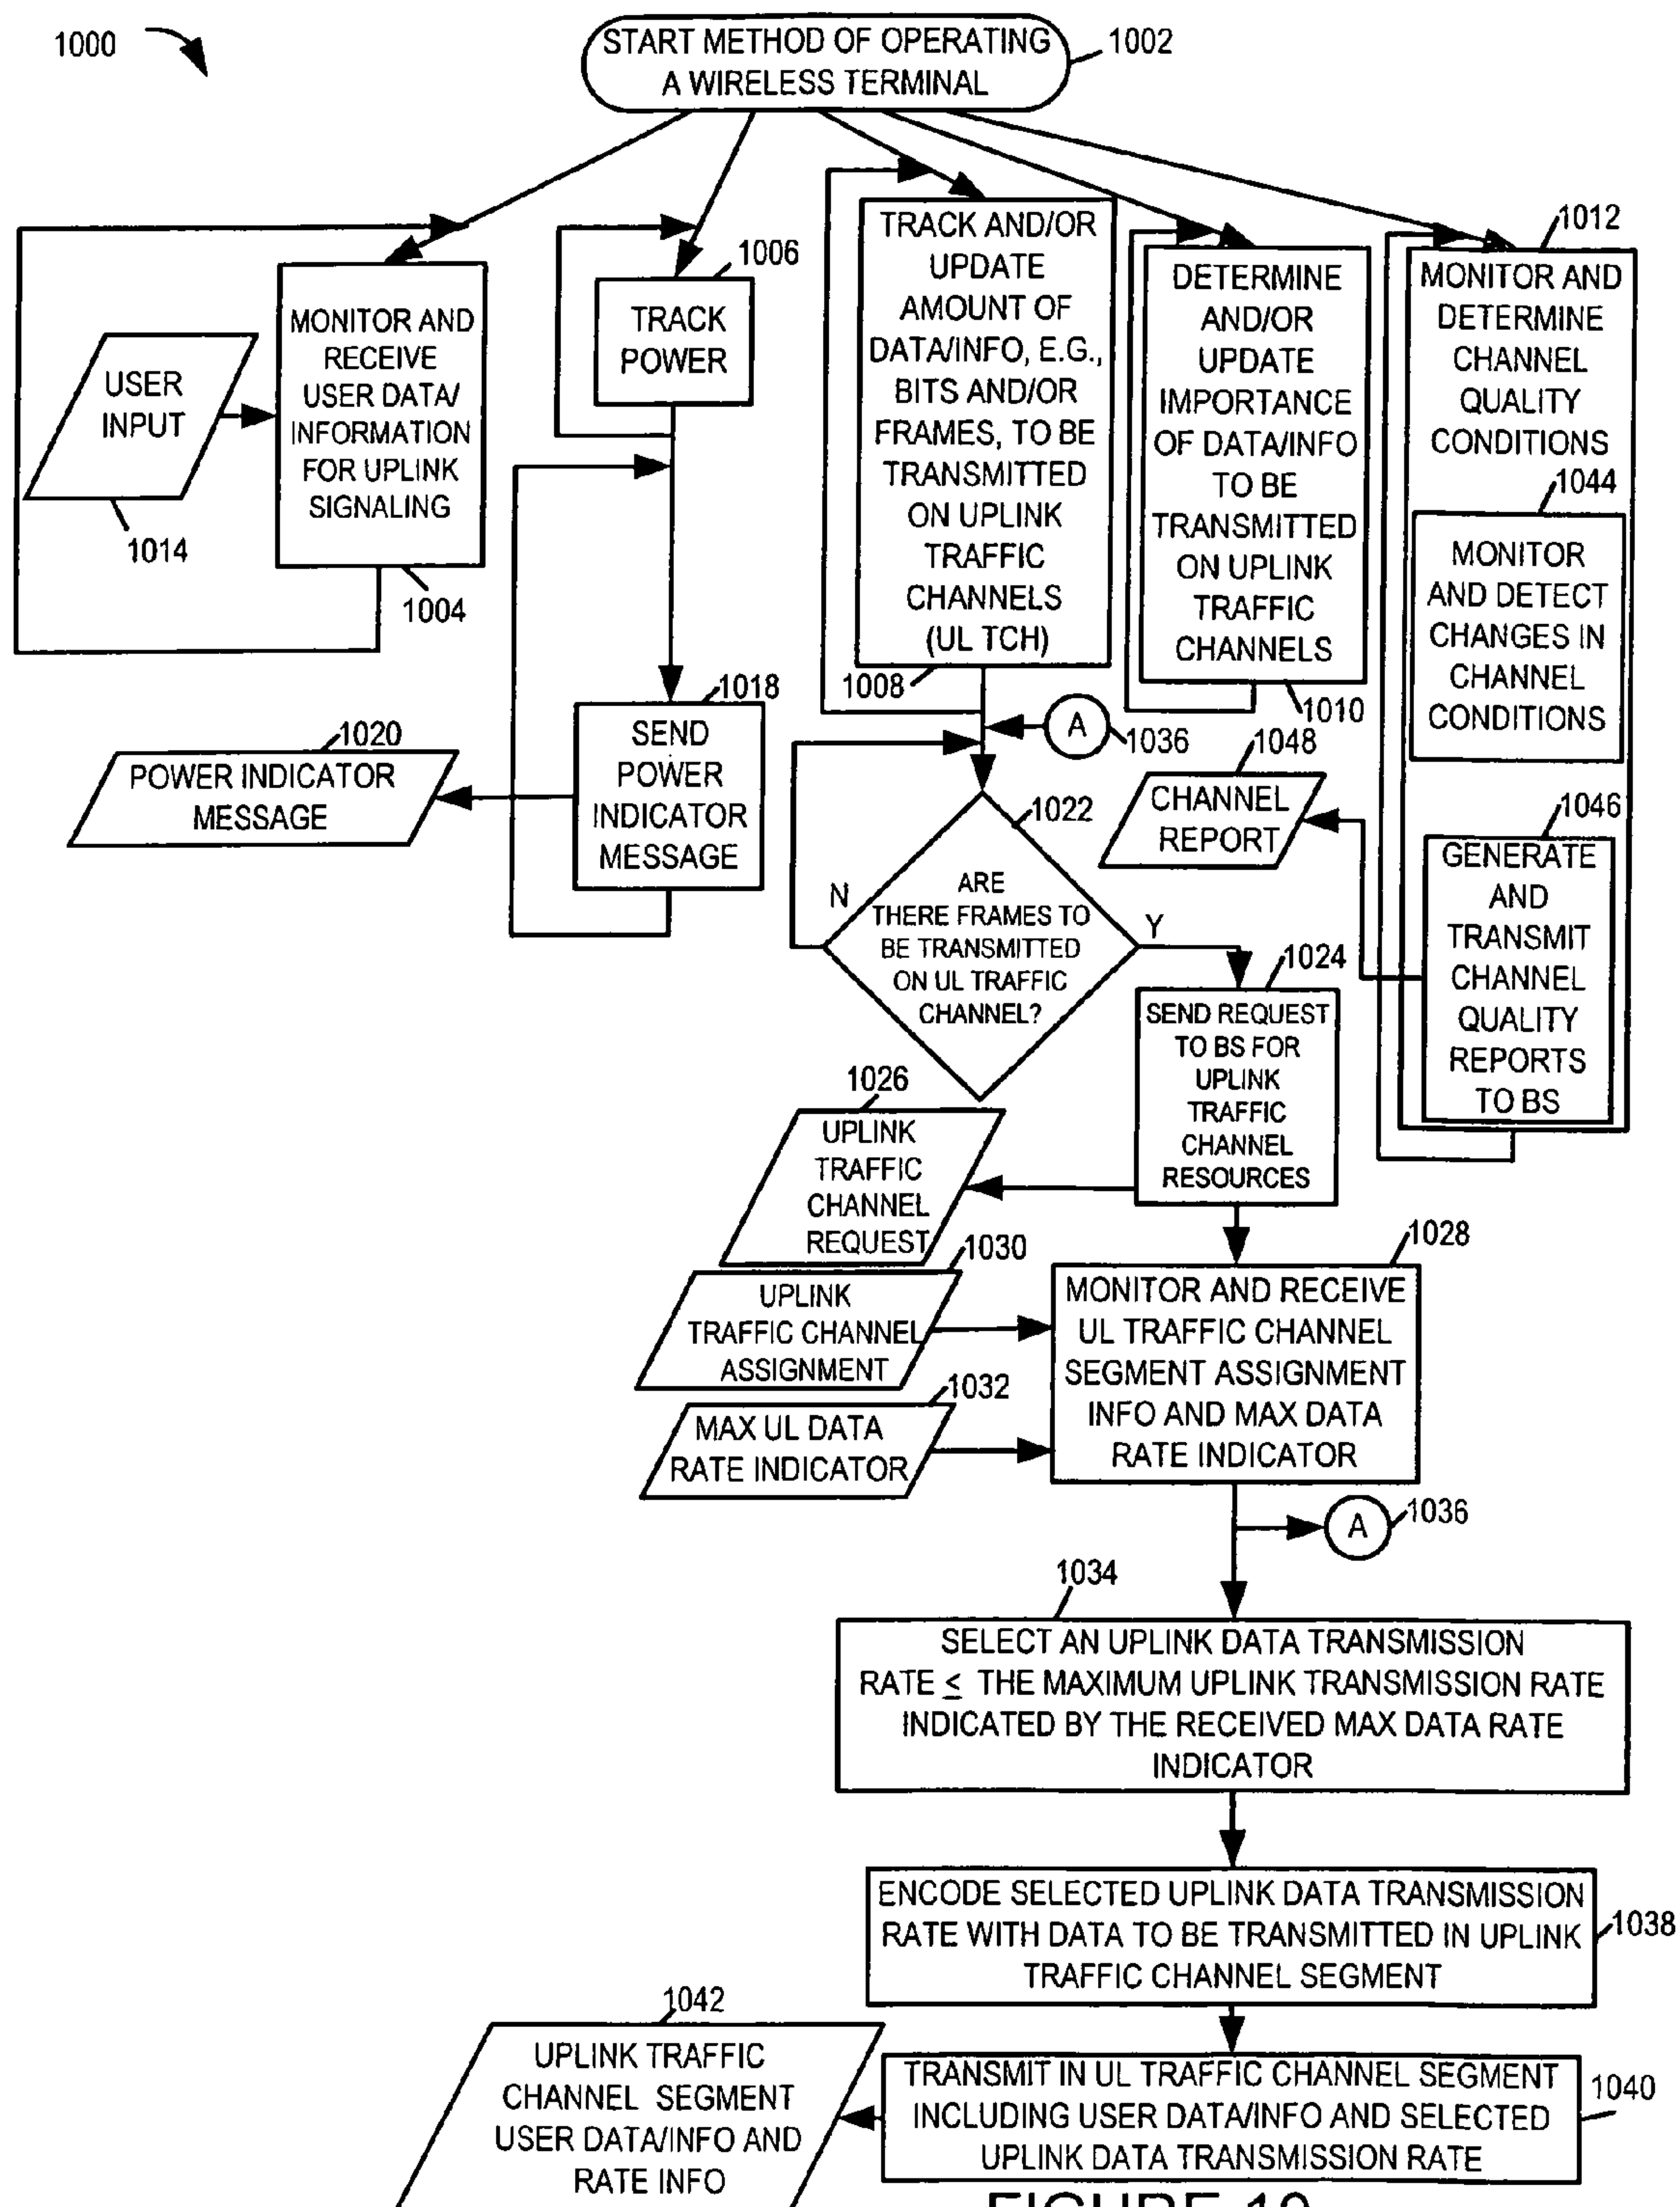 1000
START METHOD OF OPERATING
A WIRELESS TERMINAL
1002
USER
INPUT
1014
MONITOR AND
RECEIVE
USER DATA/
INFORMATION
FOR UPLINK
SIGNALING
1004
1006
TRACK
POWER
TRACK AND/OR
UPDATE
AMOUNT OF
DATA/INFO, E.G.,
BITS AND/OR
FRAMES, TO BE
TRANSMITTED
ON UPLINK
TRAFFIC
CHANNELS
(UL TCH)
1008
DETERMINE
AND/OR
UPDATE
IMPORTANCE
OF DATA/INFO
TO BE
TRANSMITTED
ON UPLINK
TRAFFIC
CHANNELS
1010
1012
MONITOR AND
DETERMINE
CHANNEL
QUALITY
CONDITIONS
1044
MONITOR
AND DETECT
CHANGES IN
CHANNEL
CONDITIONS
1046
GENERATE
AND
TRANSMIT
CHANNEL
QUALITY
REPORTS
TO BS
1048
CHANNEL
REPORT
1018
SEND
POWER
INDICATOR
MESSAGE
1020
POWER INDICATOR
MESSAGE
A
1036
1022
ARE
THERE FRAMES TO
BE TRANSMITTED
ON UL TRAFFIC
CHANNEL?
N
Y
1024
SEND REQUEST
TO BS FOR
UPLINK
TRAFFIC
CHANNEL
RESOURCES
1026
UPLINK
TRAFFIC
CHANNEL
REQUEST
1030
UPLINK
TRAFFIC CHANNEL
ASSIGNMENT
1032
MAX UL DATA
RATE INDICATOR
1028
MONITOR AND RECEIVE
UL TRAFFIC CHANNEL
SEGMENT ASSIGNMENT
INFO AND MAX DATA
RATE INDICATOR
A
1036
1034
SELECT AN UPLINK DATA TRANSMISSION
RATE ≤ THE MAXIMUM UPLINK TRANSMISSION RATE
INDICATED BY THE RECEIVED MAX DATA RATE
INDICATOR
ENCODE SELECTED UPLINK DATA TRANSMISSION
RATE WITH DATA TO BE TRANSMITTED IN UPLINK
TRAFFIC CHANNEL SEGMENT
1038
1042
UPLINK TRAFFIC
CHANNEL SEGMENT
USER DATA/INFO AND
RATE INFO
TRANSMIT IN UL TRAFFIC CHANNEL SEGMENT
INCLUDING USER DATA/INFO AND SELECTED
UPLINK DATA TRANSMISSION RATE
1040
FIGURE